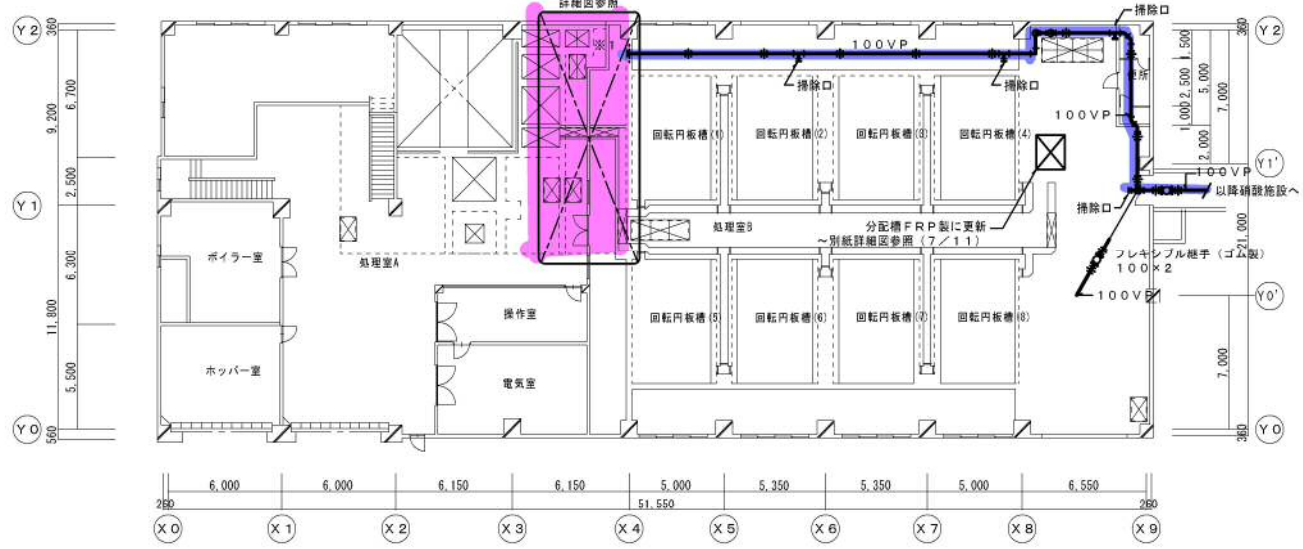 詳細図参照
※1
掃除口
100VP
掃除口
掃除口
便所
100VP
100VP
以降硝酸施設へ
掃除口
フレキシブル継手（ゴム製）
100×2
100VP
分配槽FRP製に更新
～別紙詳細図参照（7/11）
回転円板槽(1)
回転円板槽(2)
回転円板槽(3)
回転円板槽(4)
処理室B
処理室A
ボイラー室
ホッパー室
操作室
電気室
回転円板槽(5)
回転円板槽(6)
回転円板槽(7)
回転円板槽(8)
Y2
Y1
Y0
360
6,700
9,200
2,500
6,300
11,800
5,500
560
Y2
Y1'
Y0'
Y0
360
1,500
2,500
1,000
5,000
2,000
7,000
21,000
7,000
360
6,000
6,000
6,150
6,150
5,000
5,350
5,350
5,000
6,550
260
51,550
260
X0
X1
X2
X3
X4
X5
X6
X7
X8
X9